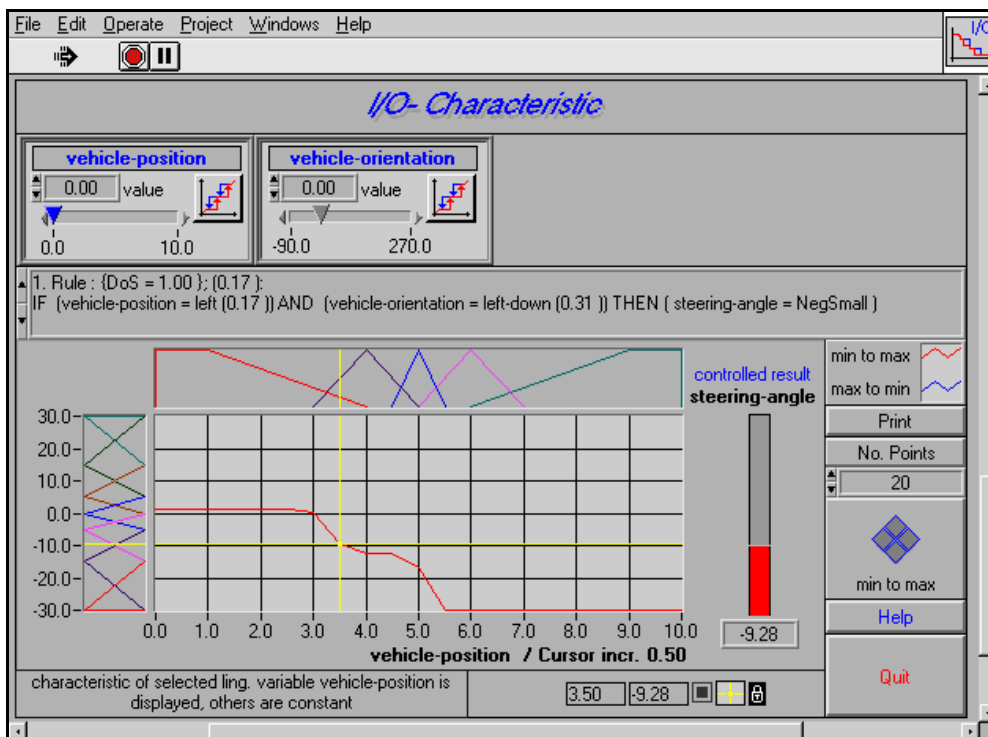 File Edit Operate Project Windows Help
I/O
I/O- Characteristic
vehicle-position
0.00 value
0.0 10.0
vehicle-orientation
0.00 value
-90.0 270.0
1. Rule : {DoS = 1.00 }; (0.17 ):
IF (vehicle-position = left (0.17 )) AND (vehicle-orientation = left-down (0.31 )) THEN ( steering-angle = NegSmall )
min to max
max to min
Print
No. Points
20
min to max
Help
Quit
controlled result
steering-angle
-9.28
30.0
20.0
10.0
0.0
-10.0
-20.0
-30.0
0.0 1.0 2.0 3.0 4.0 5.0 6.0 7.0 8.0 9.0 10.0
vehicle-position / Cursor incr. 0.50
characteristic of selected ling. variable vehicle-position is
displayed, others are constant
3.50 -9.28